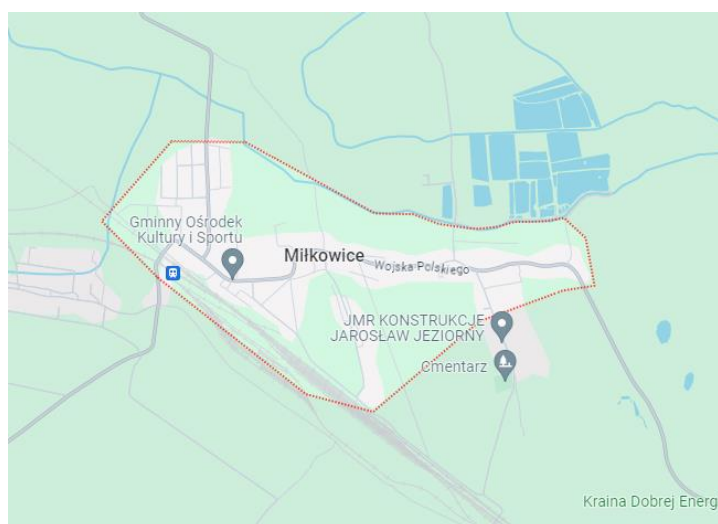 Gminny Ośrodek
Kultury i Sportu
Miłkowice
Wojska Polskiego
JMR KONSTRUKCJE
JAROSŁAW JEZIORNY
Cmentarz
Kraina Dobrej Energ